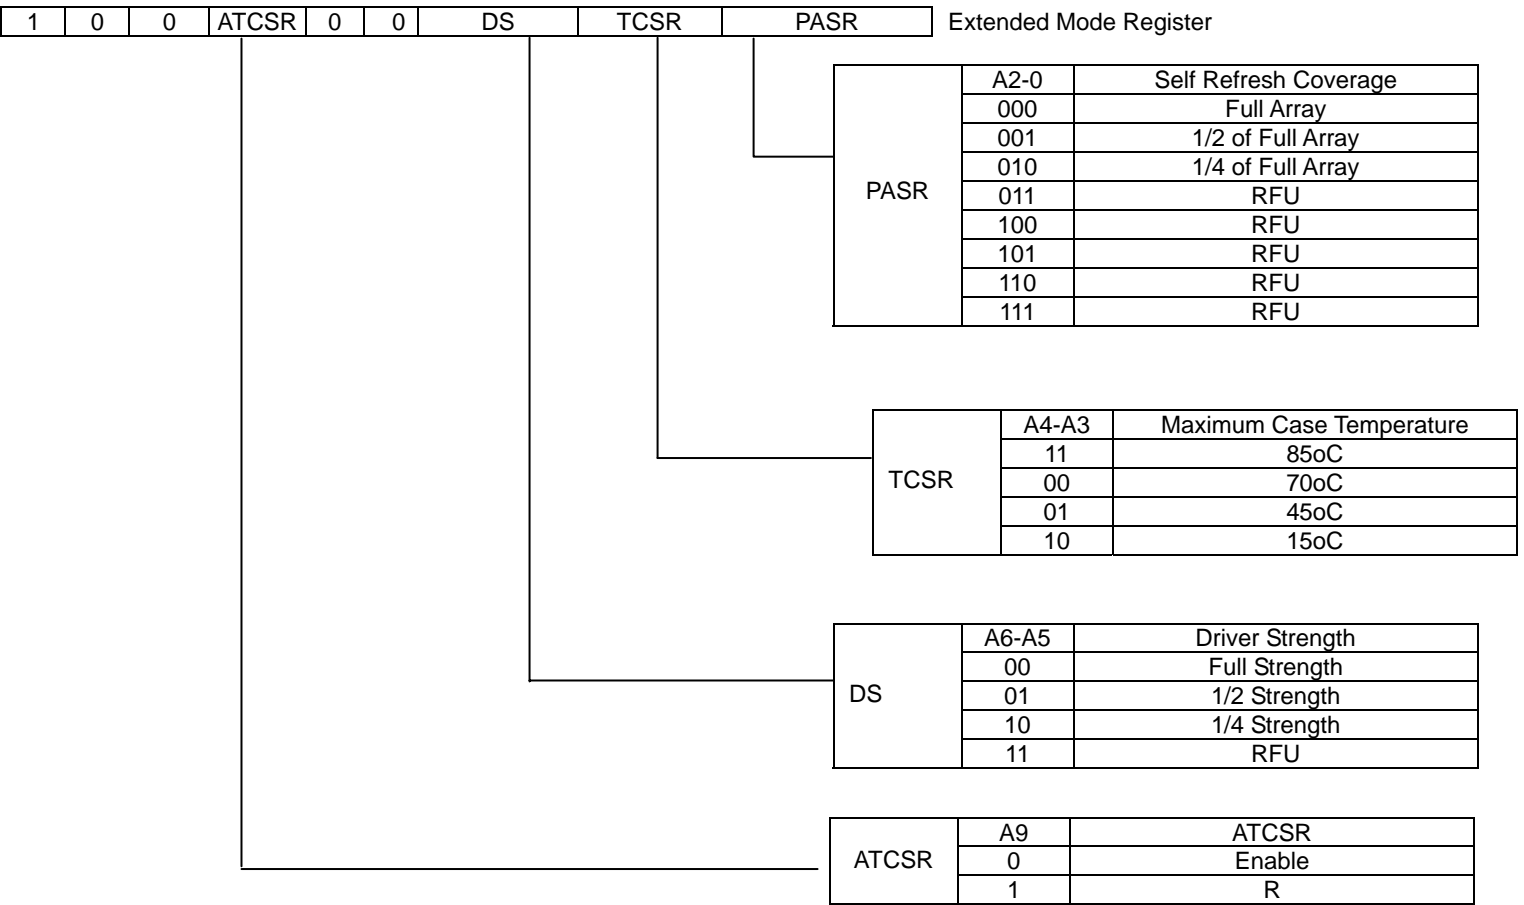 1 0 0 ATCSR 0 0 DS TCSR PASR Extended Mode Register
PASR
A2-0 Self Refresh Coverage
000 Full Array
001 1/2 of Full Array
010 1/4 of Full Array
011 RFU
100 RFU
101 RFU
110 RFU
111 RFU
TCSR
A4-A3 Maximum Case Temperature
11 85oC
00 70oC
01 45oC
10 15oC
DS
A6-A5 Driver Strength
00 Full Strength
01 1/2 Strength
10 1/4 Strength
11 RFU
ATCSR
A9 ATCSR
0 Enable
1 R